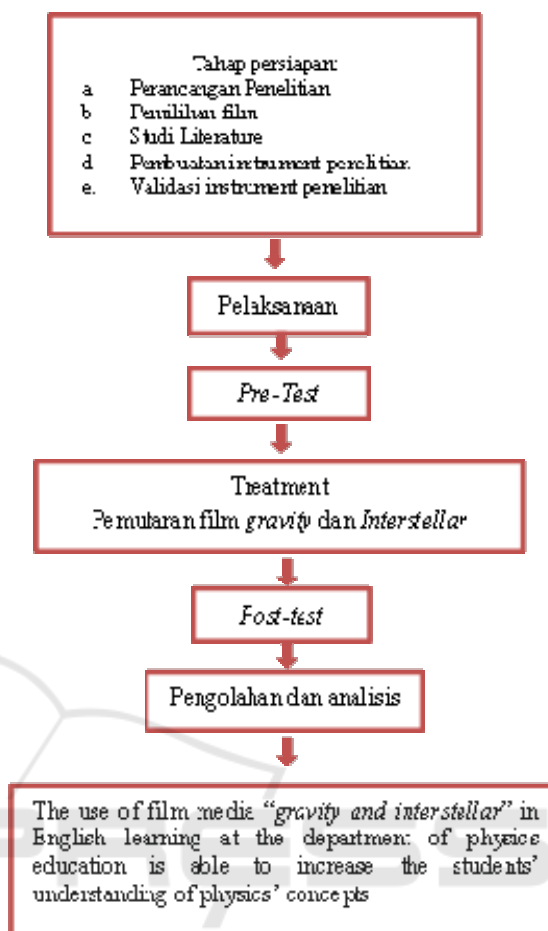 Tahap persiapan:
a Perancangan Penelitian
b Pemilihan film
c Studi Literature
d Pembuatan instrument penelitian.
e. Validasi instrument penelitian
Pelaksanaan
Pre-Test
Treatment
Pemutaran film gravity dan Interstellar
Post-test
Pengolahan dan analisis
The use of film media “gravity and interstellar” in
English learning at the department of physics
education is able to increase the students’
understanding of physics’ concepts
PRESS